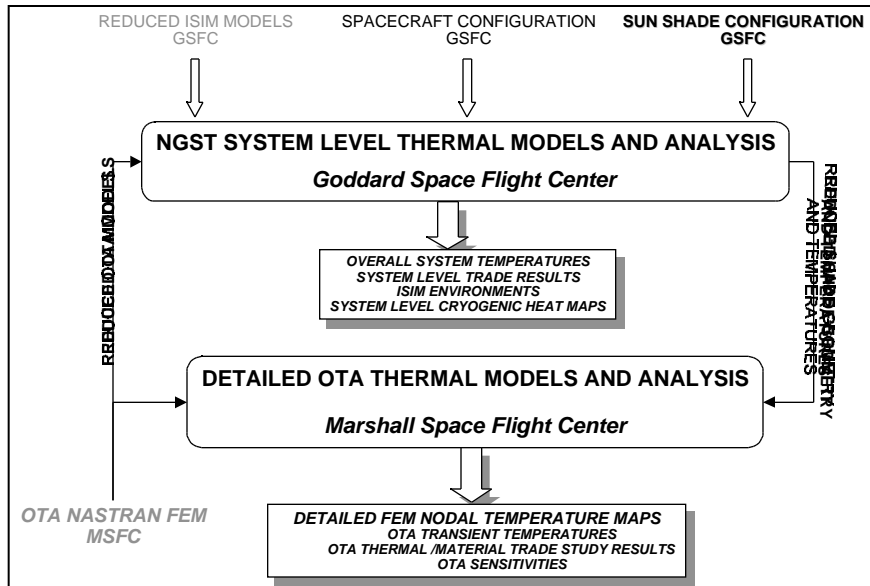 REDUCED ISIM MODELS
GSFC
SPACECRAFT CONFIGURATION
GSFC
SUN SHADE CONFIGURATION
GSFC
NGST SYSTEM LEVEL THERMAL MODELS AND ANALYSIS
Goddard Space Flight Center
REDUCED OTA MODELS
AND TEMPERATURES
OVERALL SYSTEM TEMPERATURES
SYSTEM LEVEL TRADE RESULTS
ISIM ENVIRONMENTS
SYSTEM LEVEL CRYOGENIC HEAT MAPS
DETAILED OTA THERMAL MODELS AND ANALYSIS
Marshall Space Flight Center
OTA NASTRAN FEM
MSFC
DETAILED FEM NODAL TEMPERATURE MAPS
OTA TRANSIENT TEMPERATURES
OTA THERMAL /MATERIAL TRADE STUDY RESULTS
OTA SENSITIVITIES